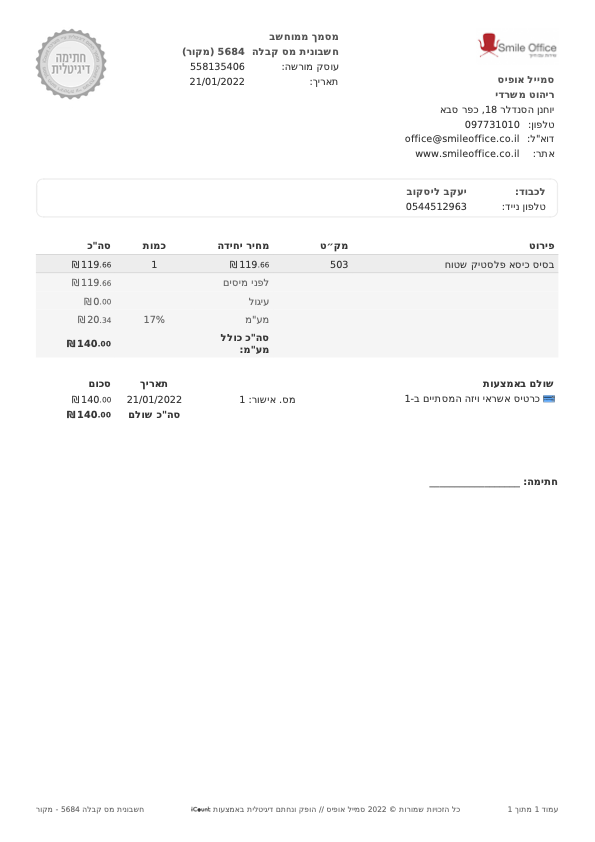 Smile Office
סמייל אופיס
ריהוט משרדי
יוחנן הסנדלר 18, כפר סבא
טלפון: 097731010
דוא"ל: office@smileoffice.co.il
אתר: www.smileoffice.co.il
מסמך ממוחשב
חשבונית מס קבלה 5684 (מקור)
עוסק מורשה: 558135406
תאריך: 21/01/2022
חתימה
דיגיטלית
לכבוד: יעקב ליסקוב
טלפון נייד: 0544512963
פירוט מק״ט מחיר יחידה כמות סה"כ
בסיס כיסא פלסטיק שטוח 503 ₪119.66 1 ₪119.66
לפני מיסים ₪119.66
עיגול ₪0.00
מע"מ 17% ₪20.34
סה"כ כולל
מע"מ: ₪140.00
שולם באמצעות תאריך סכום
כרטיס אשראי ויזה המסתיים ב-1 מס. אישור: 1 21/01/2022 ₪140.00
סה"כ שולם ₪140.00
חתימה: __________________
עמוד 1 מתוך 1 כל הזכויות שמורות © 2022 סמייל אופיס // הופק ונחתם דיגיטלית באמצעות iCount חשבונית מס קבלה 5684 - מקור